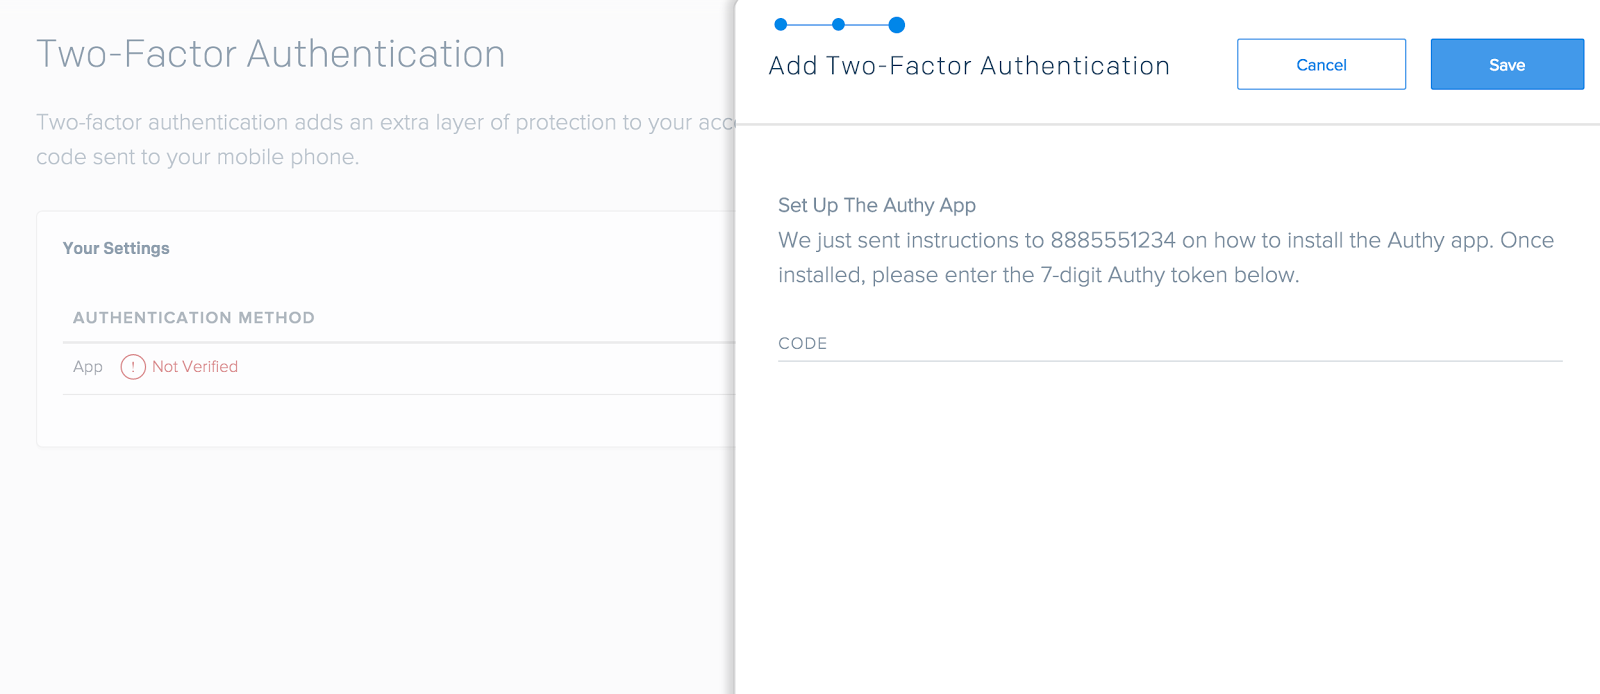 Two-Factor Authentication
Two-factor authentication adds an extra layer of protection to your
code sent to your mobile phone.
Your Settings
AUTHENTICATION METHOD
App ! Not Verified
Add Two-Factor Authentication
Cancel
Save
Set Up The Authy App
We just sent instructions to 8885551234 on how to install the Authy app. Once
installed, please enter the 7-digit Authy token below.
CODE